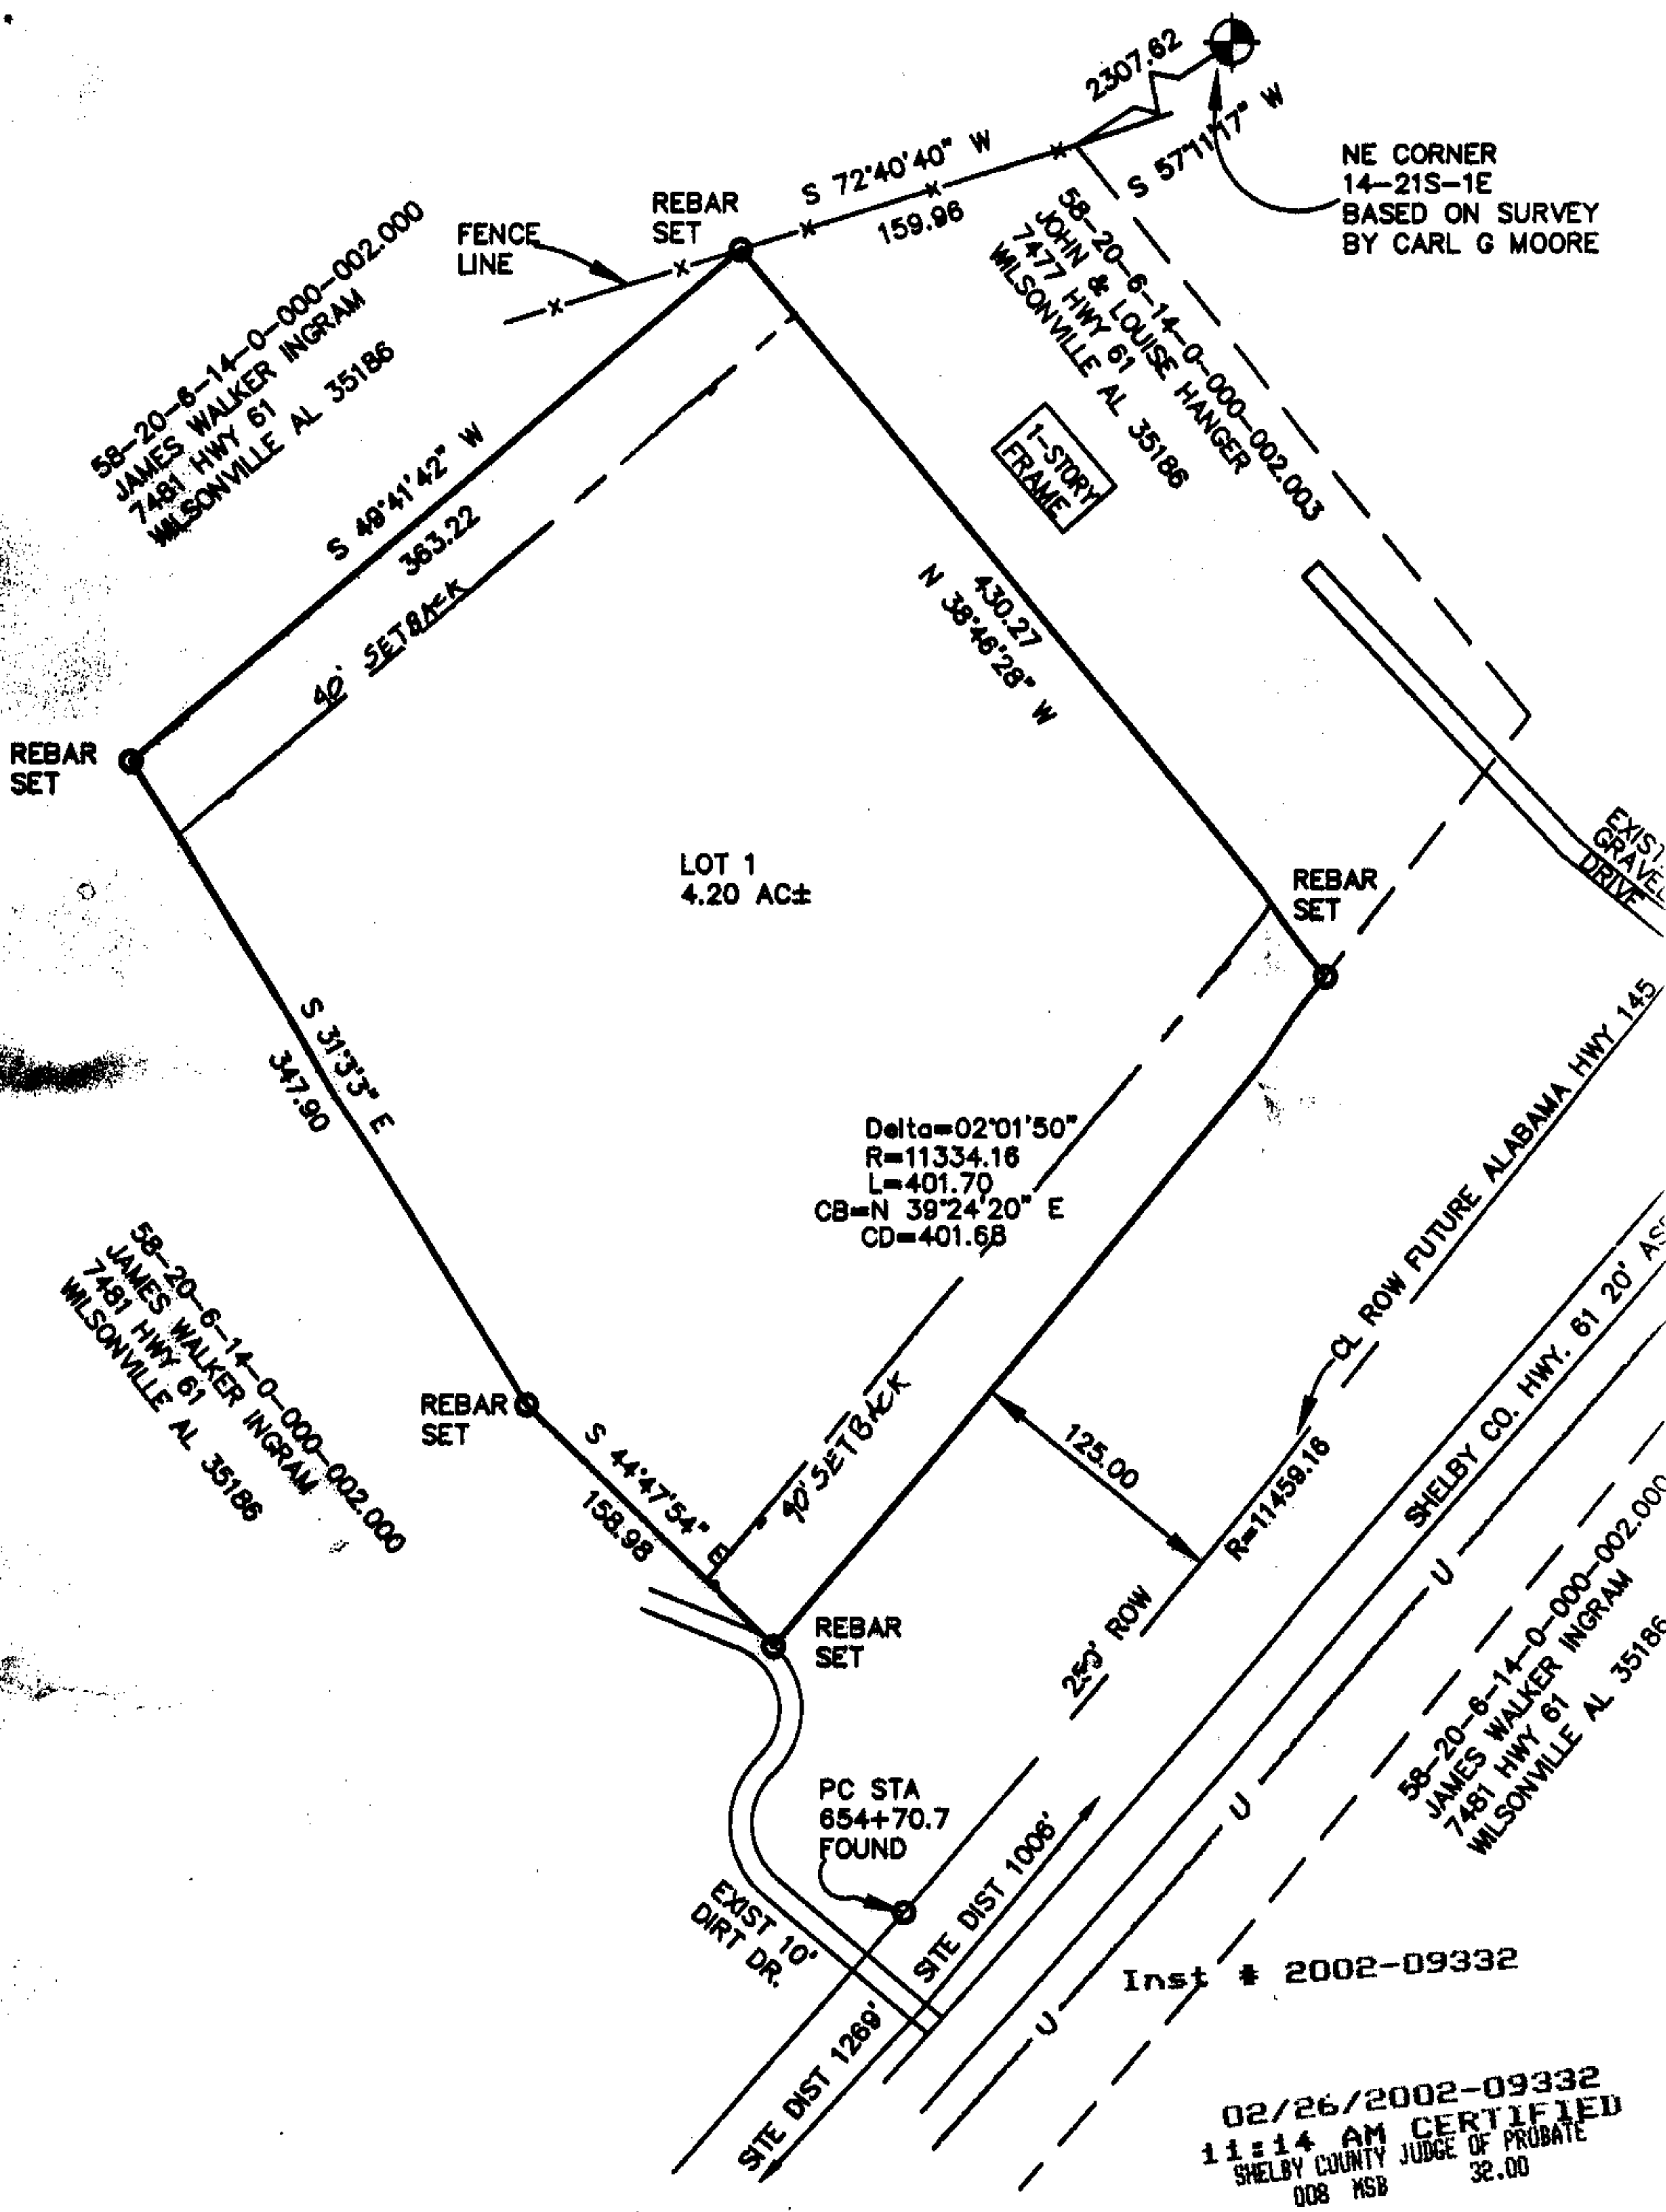 2307.62
S 57°11'17" W
NE CORNER
14-21S-1E
BASED ON SURVEY
BY CARL G MOORE
S 72°40'40" W
159.96
REBAR
SET
FENCE
LINE
58-20-6-14-0-000-002.000
JAMES WALKER INGRAM
7481 HWY 61
WILSONVILLE AL 35186
58-20-6-14-0-000-002.003
JOHN & LOUISE HANGER
7477 HWY 61
WILSONVILLE AL 35186
1-STORY
FRAME
S 49°41'42" W
363.22
40' SETBACK
430.27
N 38°46'28" W
REBAR
SET
LOT 1
4.20 AC±
REBAR
SET
EXIST
GRAVEL
DRIVE
S 31°3'3" E
347.90
Delta=02°01'50"
R=11334.16
L=401.70
CB=N 39°24'20" E
CD=401.68
CL ROW FUTURE ALABAMA HWY 145
58-20-6-14-0-000-002.000
JAMES WALKER INGRAM
7481 HWY 61
WILSONVILLE AL 35186
REBAR
SET
S 44°47'54" E
158.98
90' SETBACK
125.00
R=11459.16
SHELBY CO. HWY. 61 20' AS
REBAR
SET
250' ROW
U
U
U
58-20-6-14-0-000-002.000
JAMES WALKER INGRAM
7481 HWY 61
WILSONVILLE AL 35186
PC STA
654+70.7
FOUND
EXIST 10'
DIRT DR.
SITE DIST 1006'
SITE DIST 1269'
Inst # 2002-09332
02/26/2002-09332
11:14 AM CERTIFIED
SHELBY COUNTY JUDGE OF PROBATE
008 MSB 32.00